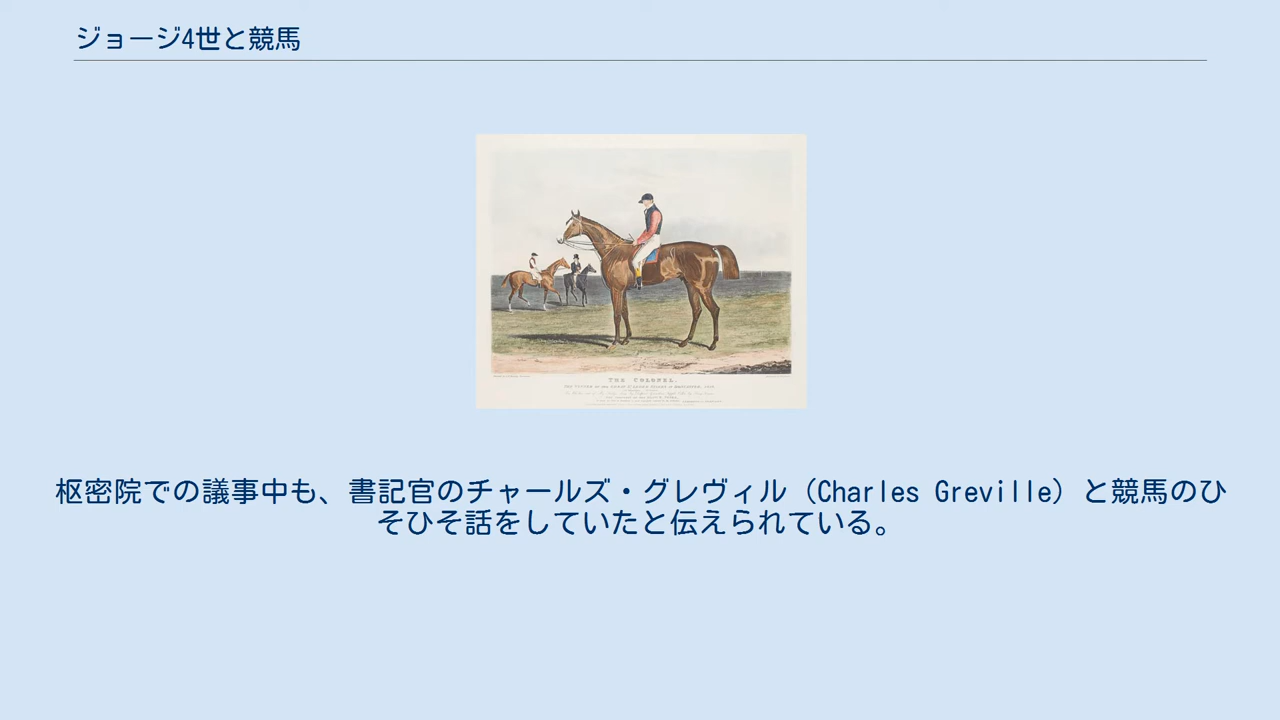 ジョージ4世と競馬
THE COLONEL.
枢密院での議事中も、書記官のチャールズ・グレヴィル（Charles Greville）と競馬のひ
そひそ話をしていたと伝えられている。